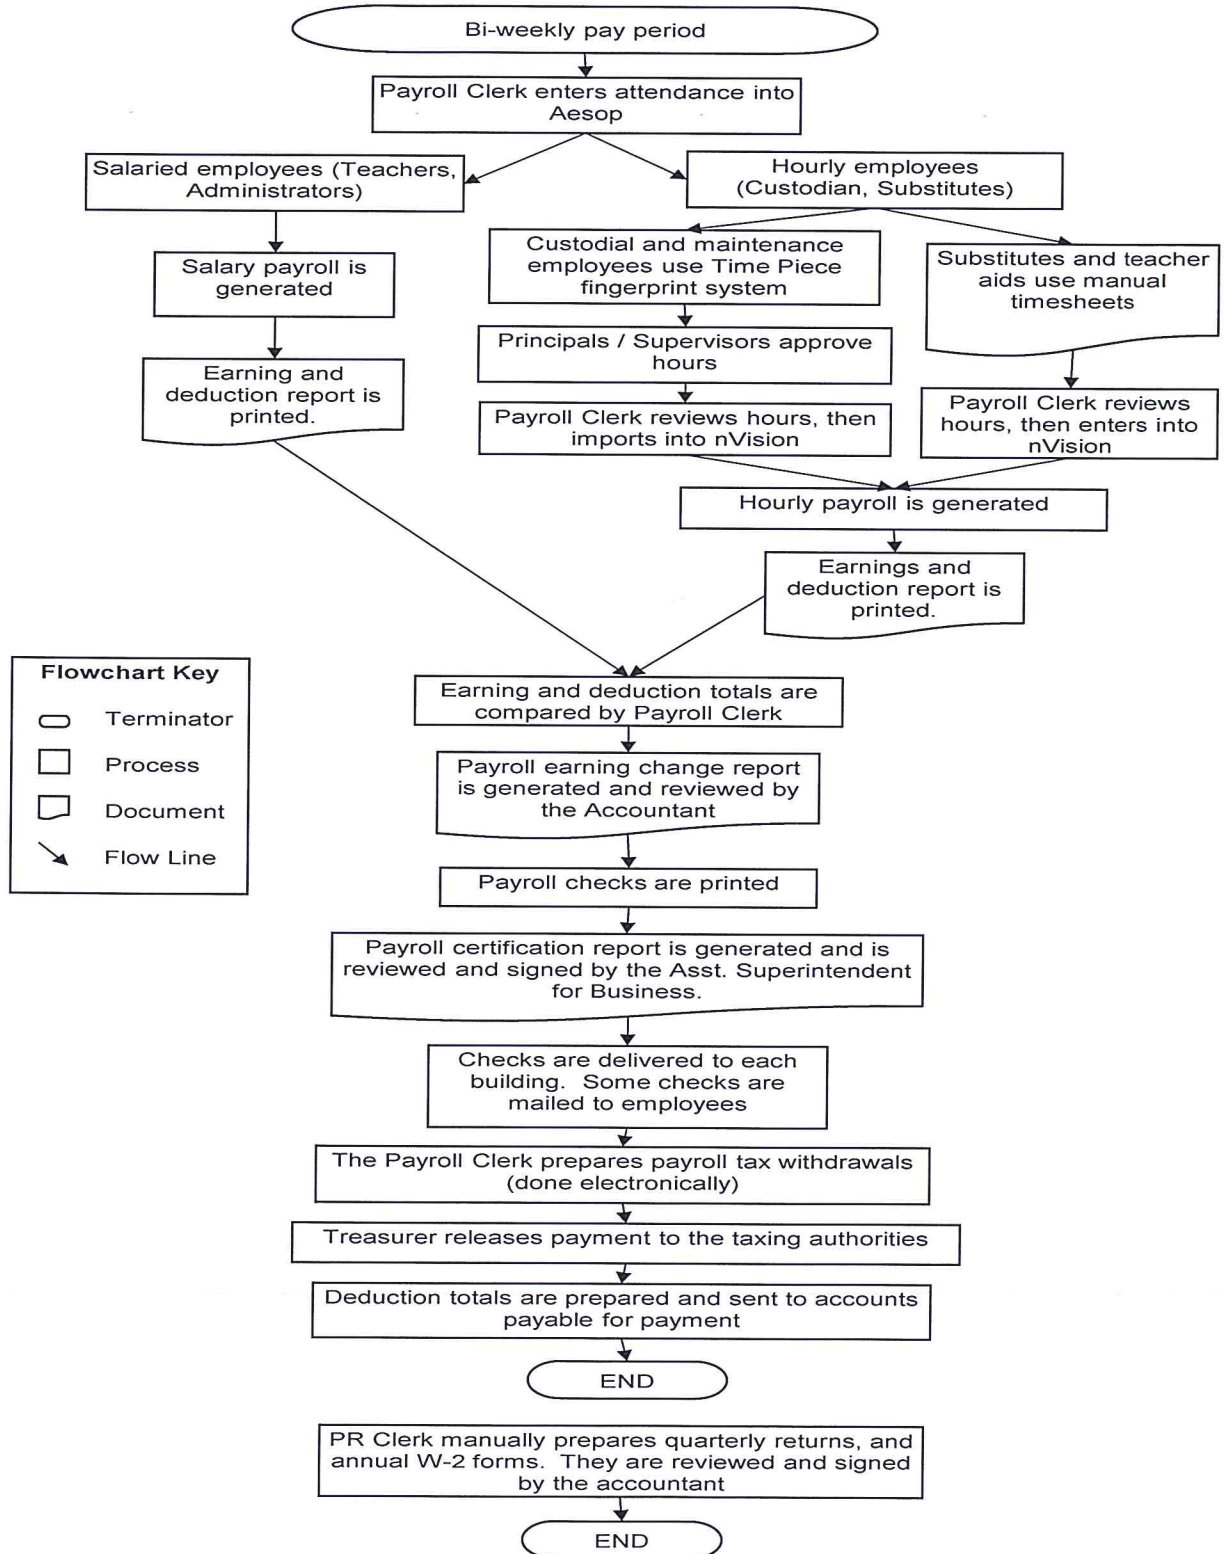 Bi-weekly pay period
Payroll Clerk enters attendance into
Aesop
Salaried employees (Teachers,
Administrators)
Hourly employees
(Custodian, Substitutes)
Salary payroll is
generated
Custodial and maintenance
employees use Time Piece
fingerprint system
Substitutes and teacher
aids use manual
timesheets
Earning and
deduction report is
printed.
Principals / Supervisors approve
hours
Payroll Clerk reviews hours, then
imports into nVision
Payroll Clerk reviews
hours, then enters into
nVision
Hourly payroll is generated
Earnings and
deduction report is
printed.
Flowchart Key
Terminator
Process
Document
Flow Line
Earning and deduction totals are
compared by Payroll Clerk
Payroll earning change report
is generated and reviewed by
the Accountant
Payroll checks are printed
Payroll certification report is generated and is
reviewed and signed by the Asst. Superintendent
for Business.
Checks are delivered to each
building.  Some checks are
mailed to employees
The Payroll Clerk prepares payroll tax withdrawals
(done electronically)
Treasurer releases payment to the taxing authorities
Deduction totals are prepared and sent to accounts
payable for payment
END
PR Clerk manually prepares quarterly returns, and
annual W-2 forms.  They are reviewed and signed
by the accountant
END